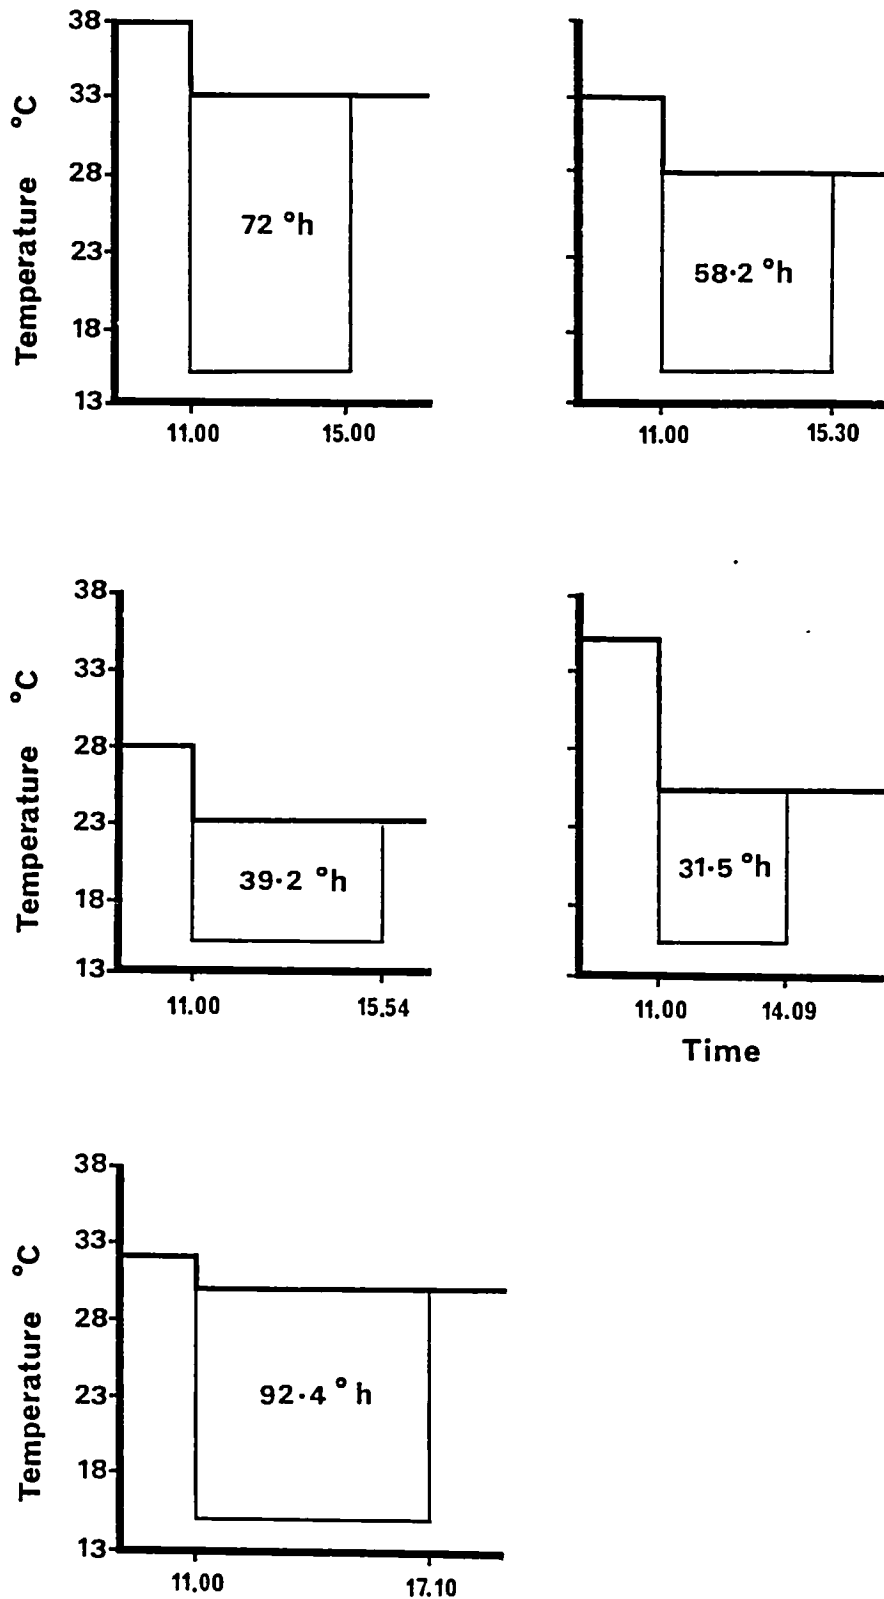 38
33
28
23
18
13
Temperature °C
72 °h
11.00 15.00
58·2 °h
11.00 15.30
38
33
28
23
18
13
Temperature °C
39·2 °h
11.00 15.54
31·5 °h
11.00 14.09
Time
38
33
28
23
18
13
Temperature °C
92·4 °h
11.00 17.10